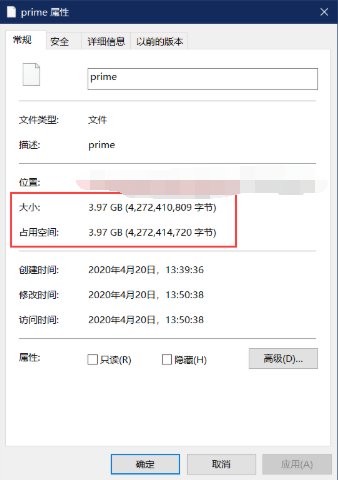 prime 属性
常规 安全 详细信息 以前的版本
prime
文件类型: 文件
描述: prime
位置:
大小: 3.97 GB (4,272,410,809 字节)
占用空间: 3.97 GB (4,272,414,720 字节)
创建时间: 2020年4月20日，13:39:36
修改时间: 2020年4月20日，13:50:38
访问时间: 2020年4月20日，13:50:38
属性: 只读(R) 隐藏(H) 高级(D)...
确定 取消 应用(A)